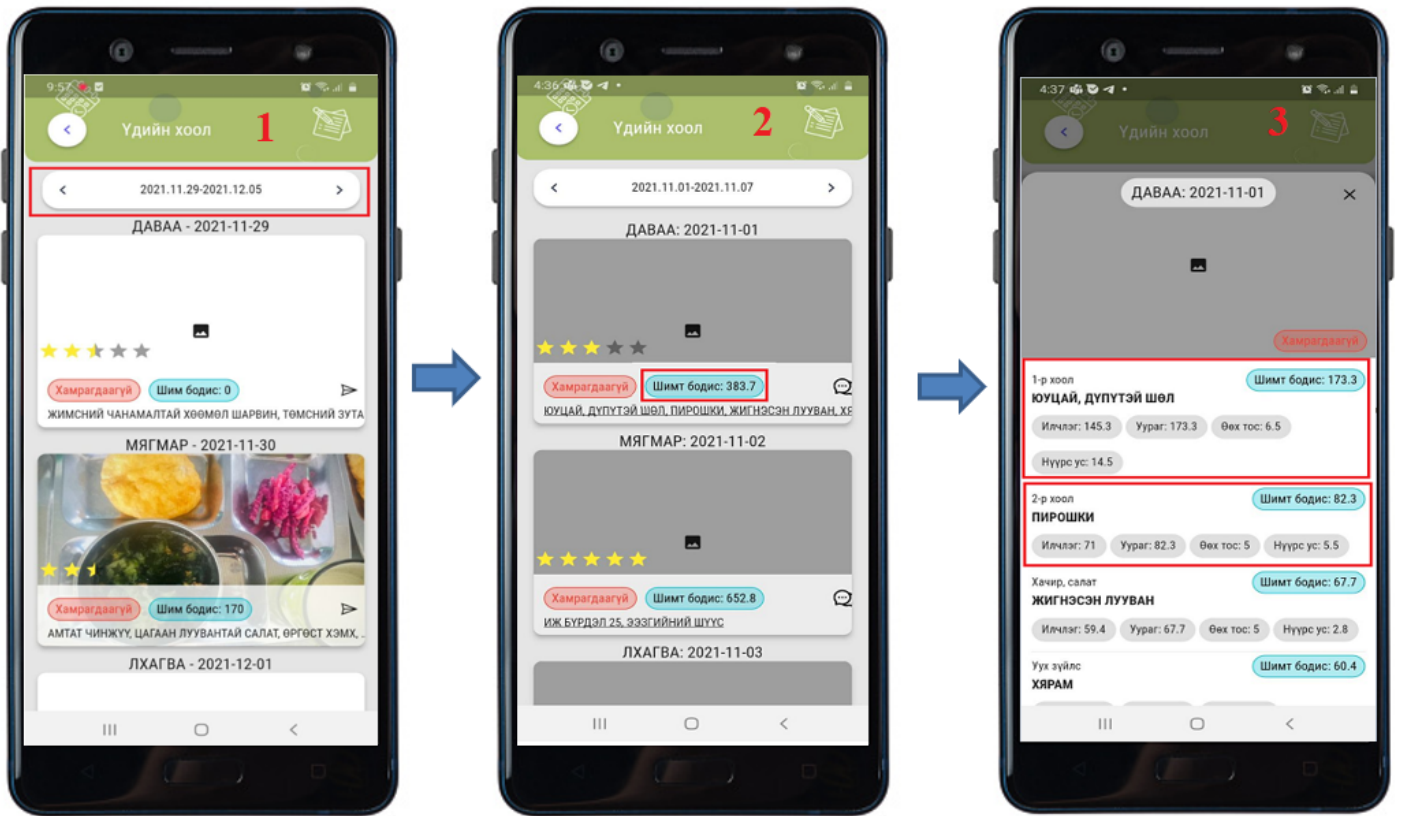 9:57
Үдийн хоол
1
2021.11.29-2021.12.05
ДАВАА - 2021-11-29
Хамрагдаагүй
Шим бодис: 0
ЖИМСНИЙ ЧАНАМАЛТАЙ ХӨӨМӨЛ ШАРВИН, ТӨМСНИЙ ЗУТА
МЯГМАР - 2021-11-30
Хамрагдаагүй
Шим бодис: 170
АМТАТ ЧИНЖҮҮ, ЦАГААН ЛУУВАНТАЙ САЛАТ, ӨРГӨСТ ХЭМХ, .
ЛХАГВА - 2021-12-01
4:36
Үдийн хоол
2
2021.11.01-2021.11.07
ДАВАА: 2021-11-01
Хамрагдаагүй
Шимт бодис: 383.7
ЮУЦАЙ, ДҮПҮТЭЙ ШӨЛ, ПИРОШКИ, ЖИГНЭСЭН ЛУУВАН, ХЯ
МЯГМАР: 2021-11-02
Хамрагдаагүй
Шимт бодис: 652.8
ИЖ БҮРДЭЛ 25, ЭЭЗГИЙНИЙ ШҮҮС
ЛХАГВА: 2021-11-03
4:37
Үдийн хоол
3
ДАВАА: 2021-11-01
Хамрагдаагүй
1-р хоол
Шимт бодис: 173.3
ЮУЦАЙ, ДҮПҮТЭЙ ШӨЛ
Илчлэг: 145.3 Уураг: 173.3 Өөх тос: 6.5
Нүүрс ус: 14.5
2-р хоол
Шимт бодис: 82.3
ПИРОШКИ
Илчлэг: 71 Уураг: 82.3 Өөх тос: 5 Нүүрс ус: 5.5
Хачир, салат
Шимт бодис: 67.7
ЖИГНЭСЭН ЛУУВАН
Илчлэг: 59.4 Уураг: 67.7 Өөх тос: 5 Нүүрс ус: 2.8
Уух зүйлс
Шимт бодис: 60.4
ХЯРАМ